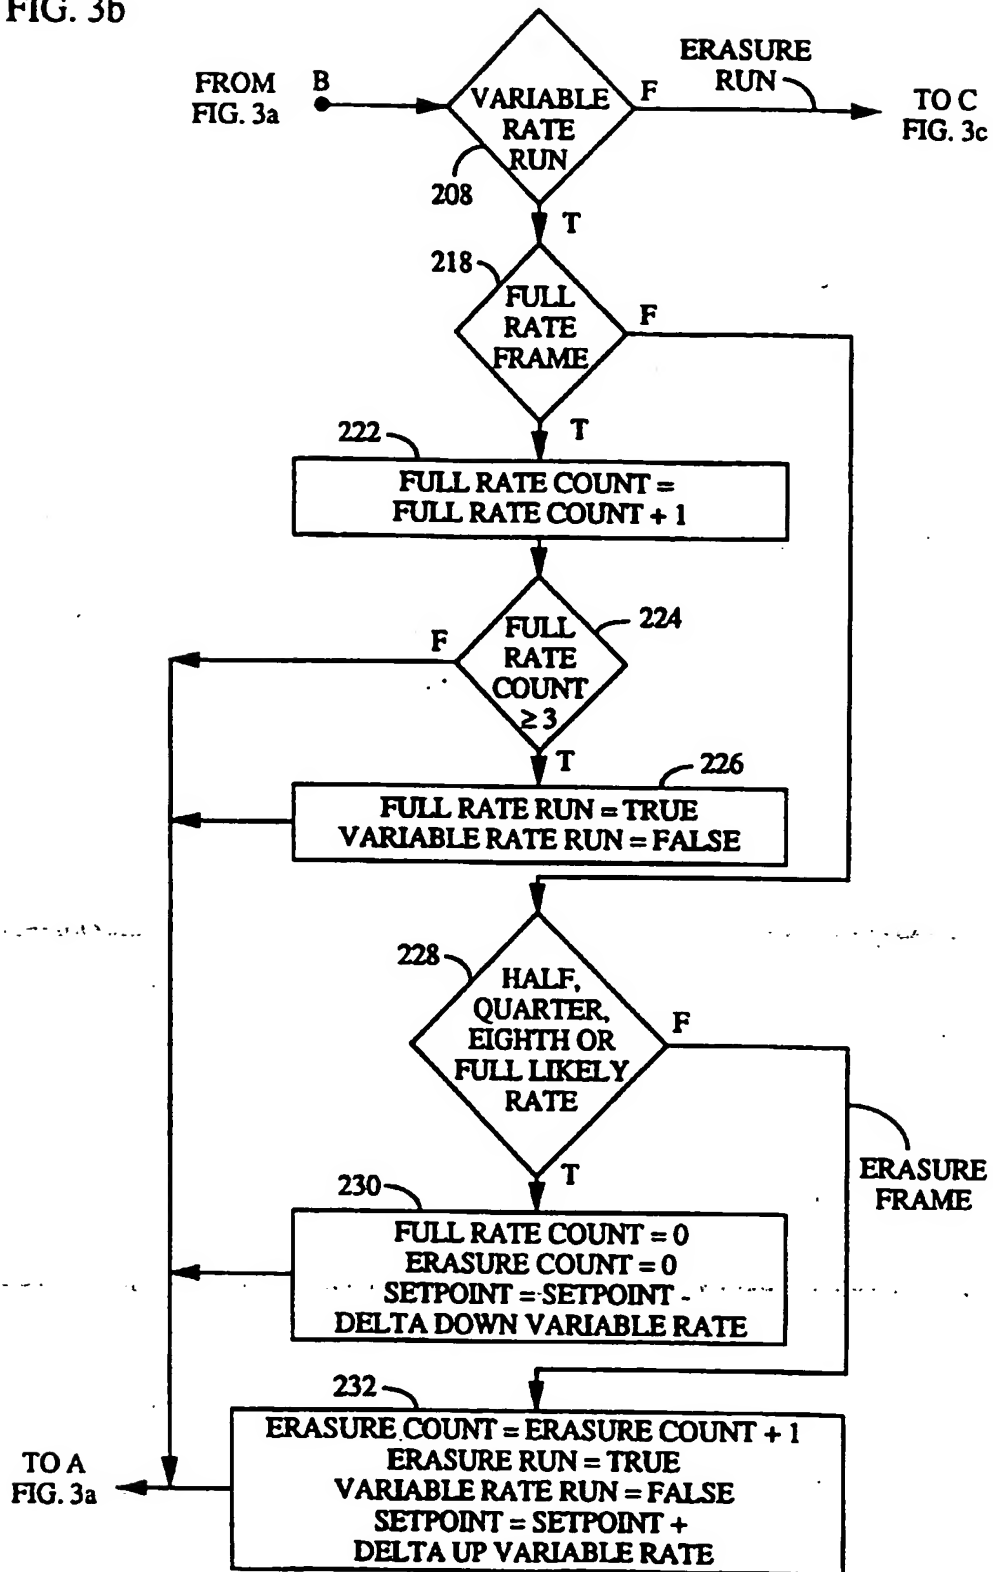 FIG. 3b
FROM
FIG. 3a
B
VARIABLE
RATE
RUN
F
ERASURE
RUN
TO C
FIG. 3c
208
T
218
FULL
RATE
FRAME
F
T
222
FULL RATE COUNT =
FULL RATE COUNT + 1
224
FULL
RATE
COUNT
≥ 3
F
T
226
FULL RATE RUN = TRUE
VARIABLE RATE RUN = FALSE
228
HALF,
QUARTER,
EIGHTH OR
FULL LIKELY
RATE
F
T
ERASURE
FRAME
230
FULL RATE COUNT = 0
ERASURE COUNT = 0
SETPOINT = SETPOINT -
DELTA DOWN VARIABLE RATE
232
ERASURE COUNT = ERASURE COUNT + 1
ERASURE RUN = TRUE
VARIABLE RATE RUN = FALSE
SETPOINT = SETPOINT +
DELTA UP VARIABLE RATE
TO A
FIG. 3a